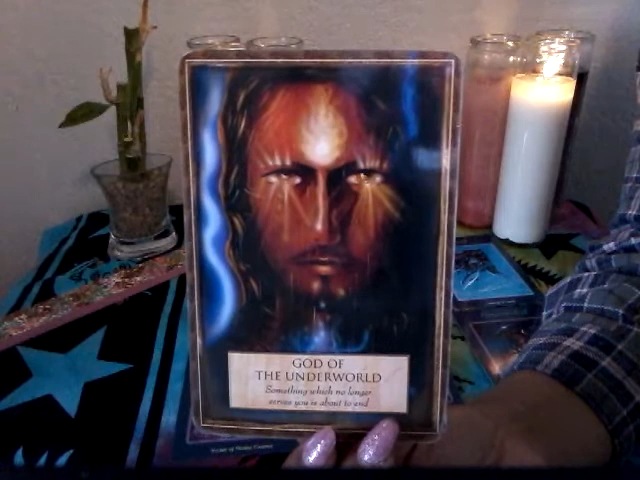 GOD OF
THE UNDERWORLD
Something which no longer
serves you is about to end